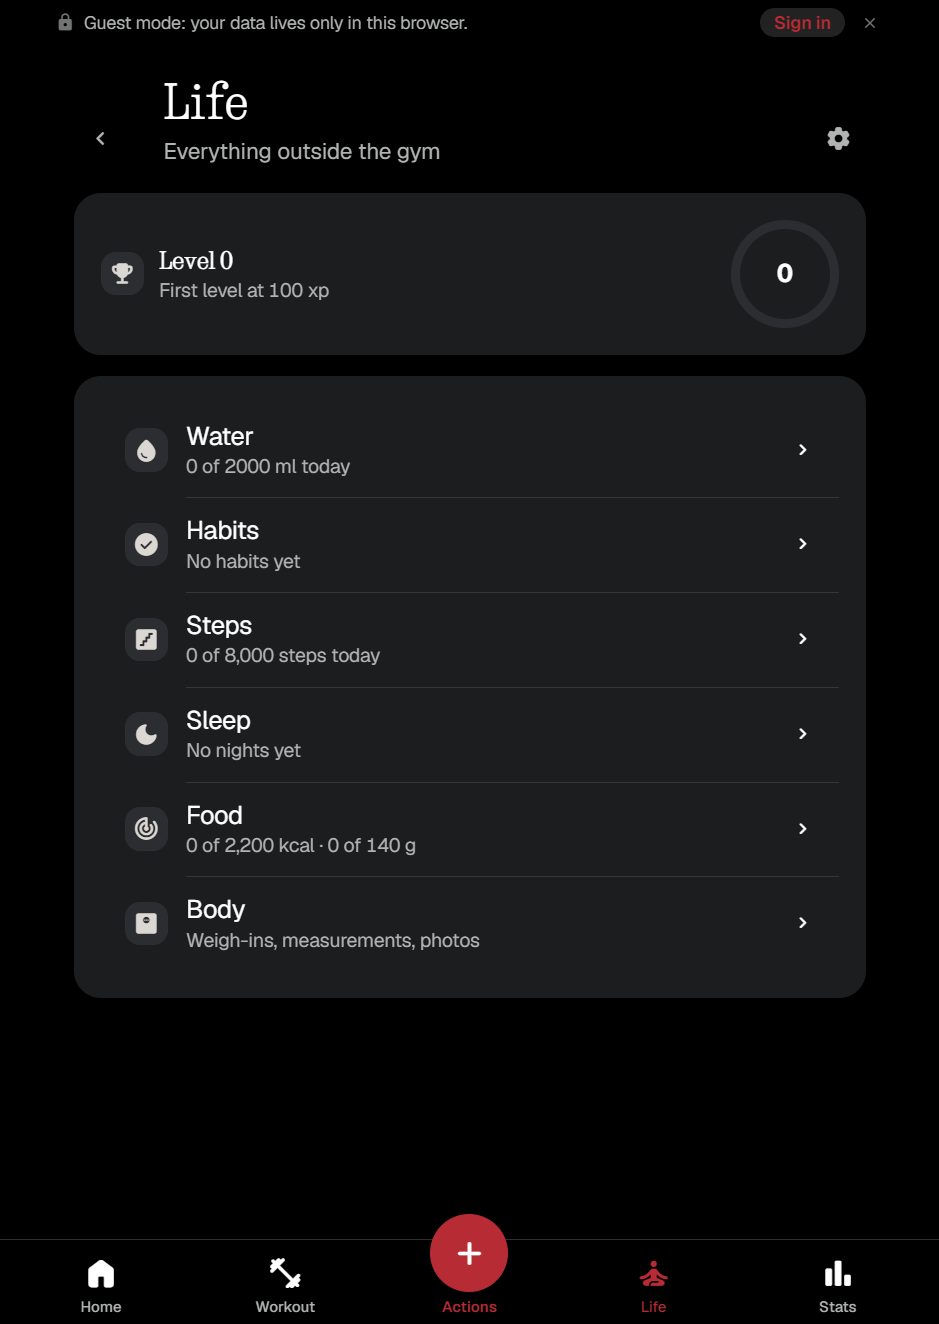 Guest mode: your data lives only in this browser.
Sign in
Life
Everything outside the gym
Level 0
First level at 100 xp
0
Water
0 of 2000 ml today
Habits
No habits yet
Steps
0 of 8,000 steps today
Sleep
No nights yet
Food
0 of 2,200 kcal · 0 of 140 g
Body
Weigh-ins, measurements, photos
Home
Workout
Actions
Life
Stats